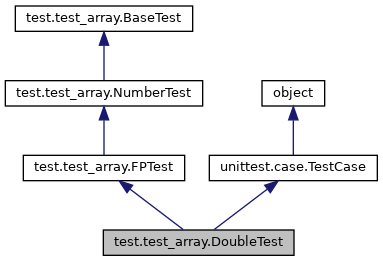 test.test_array.BaseTest
test.test_array.NumberTest
object
test.test_array.FPTest
unittest.case.TestCase
test.test_array.DoubleTest